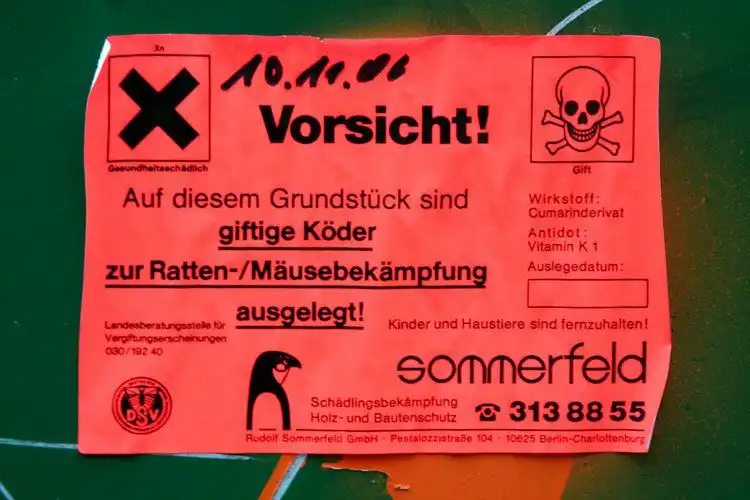 Xn
10.11.06
Vorsicht!
Gesundheitsschädlich
Gift
Auf diesem Grundstück sind
giftige Köder
zur Ratten-/Mäusebekämpfung
ausgelegt!
Wirkstoff:
Cumarinderivat
Antidot:
Vitamin K 1
Auslegedatum:
Landesberatungsstelle für
Vergiftungserscheinungen
030/192 40
Kinder und Haustiere sind fernzuhalten!
sommerfeld
Schädlingsbekämpfung
Holz- und Bautenschutz
☎ 313 88 55
DSV
Rudolf Sommerfeld GmbH · Pestalozzistraße 104 · 10625 Berlin-Charlottenburg